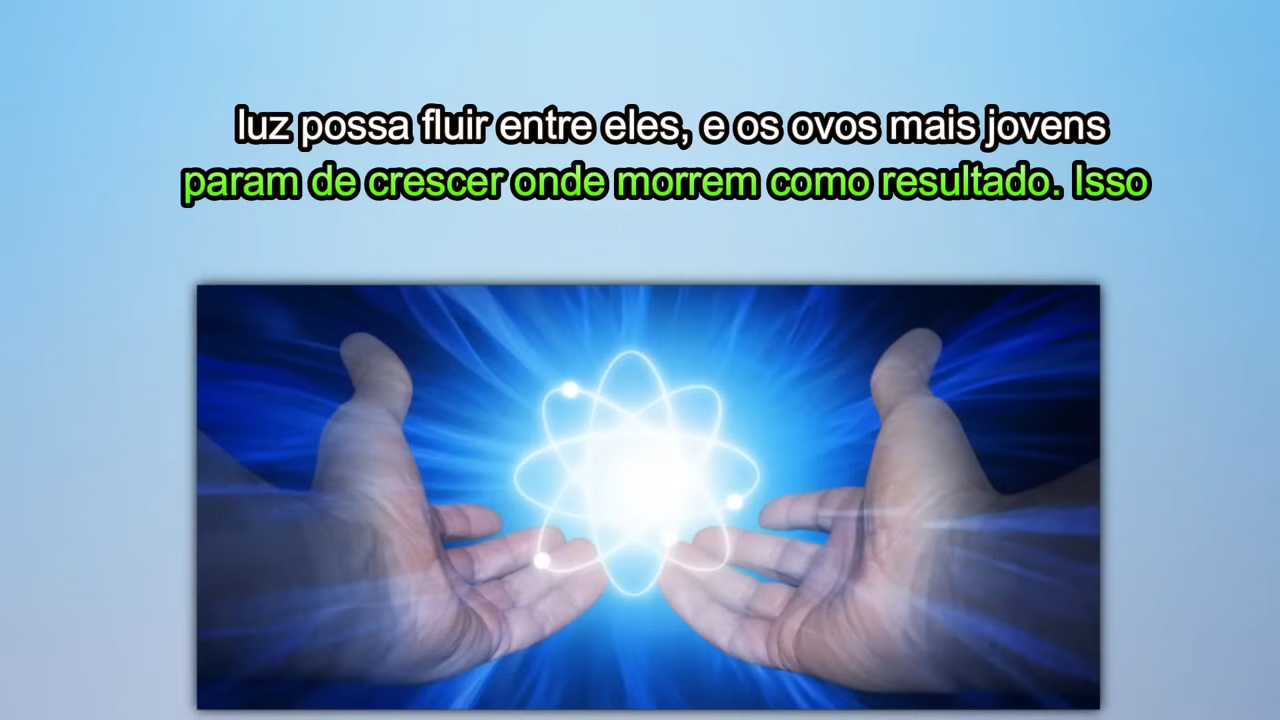 luz possa fluir entre eles, e os ovos mais jovens
param de crescer onde morrem como resultado. Isso